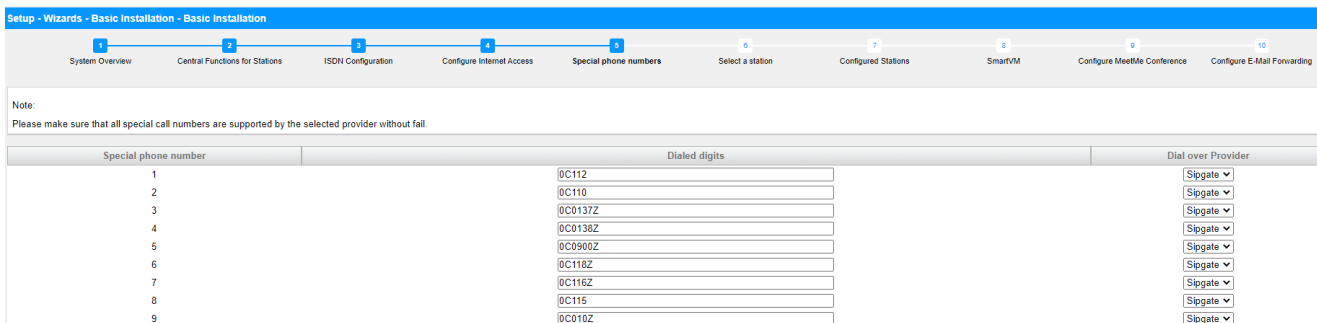 Setup - Wizards - Basic Installation - Basic Installation
1 2 3 4 5 6 7 8 9 10
System Overview Central Functions for Stations ISDN Configuration Configure Internet Access Special phone numbers Select a station Configured Stations SmartVM Configure MeetMe Conference Configure E-Mail Forwarding
Note:
Please make sure that all special call numbers are supported by the selected provider without fail.
Special phone number Dialed digits Dial over Provider
1 0C112 Sipgate
2 0C110 Sipgate
3 0C0137Z Sipgate
4 0C0138Z Sipgate
5 0C0900Z Sipgate
6 0C118Z Sipgate
7 0C116Z Sipgate
8 0C115 Sipgate
9 0C010Z Sipgate